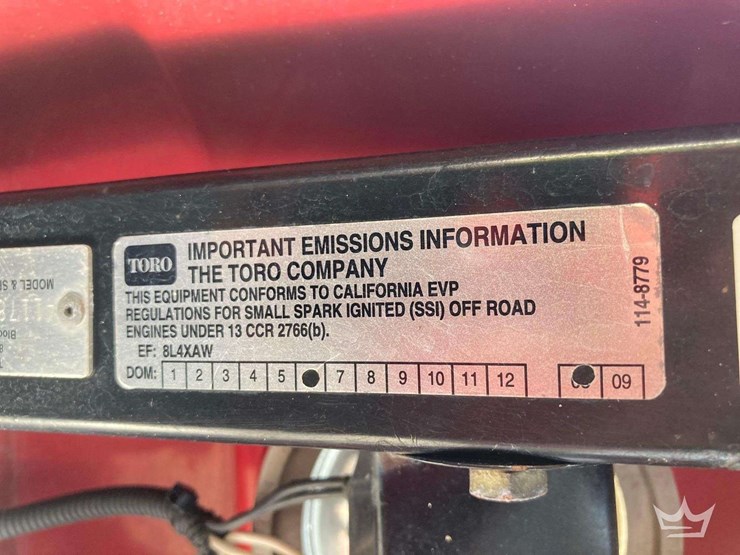 TORO
IMPORTANT EMISSIONS INFORMATION
THE TORO COMPANY
THIS EQUIPMENT CONFORMS TO CALIFORNIA EVP
REGULATIONS FOR SMALL SPARK IGNITED (SSI) OFF ROAD
ENGINES UNDER 13 CCR 2766(b).
EF: 8L4XAW
DOM: 1 2 3 4 5 7 8 9 10 11 12 09
114-8779
MODEL & SE